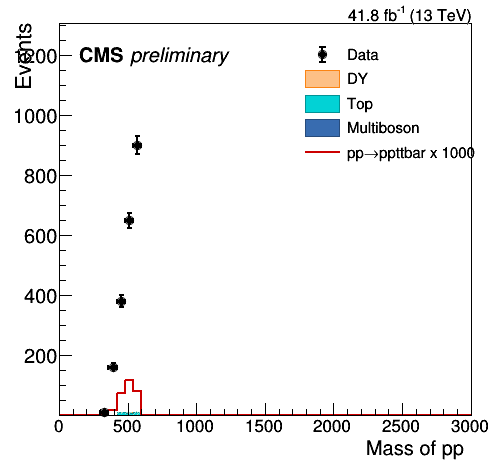 41.8 fb⁻¹ (13 TeV)
Events
CMS preliminary
Data
DY
Top
Multiboson
pp→ppttbar x 1000
1000
800
600
400
200
0 500 1000 1500 2000 2500 3000
Mass of pp